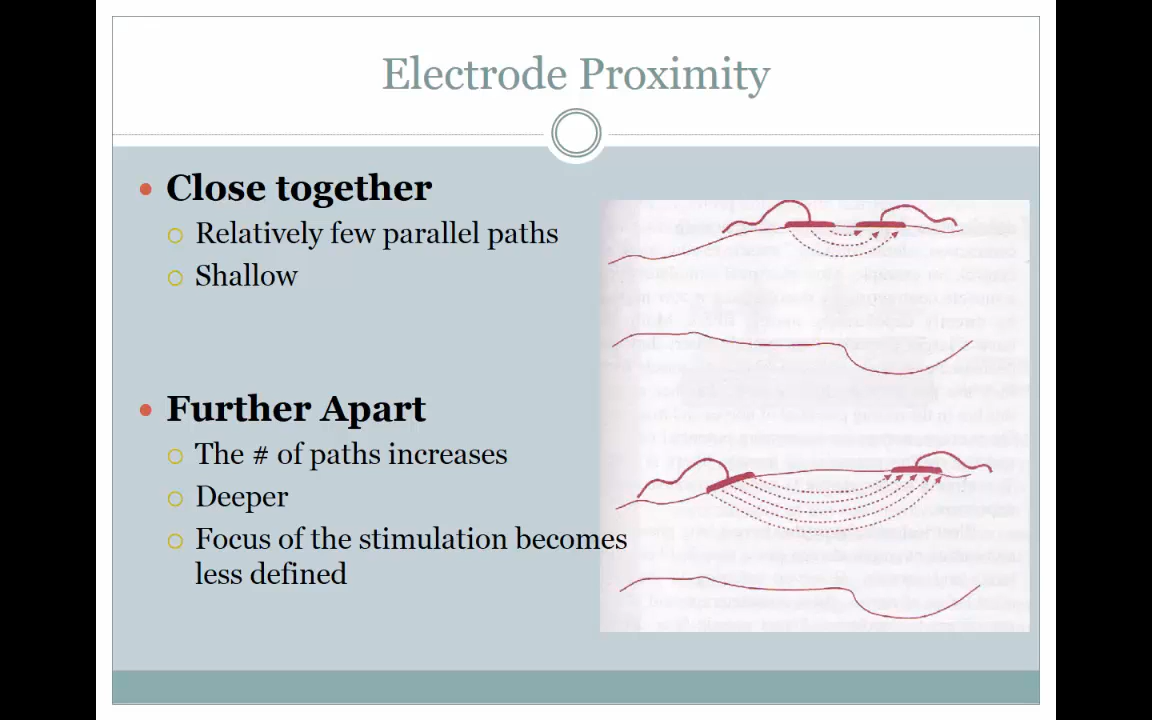 Electrode Proximity
Close together
Relatively few parallel paths
Shallow
Further Apart
The # of paths increases
Deeper
Focus of the stimulation becomes
less defined